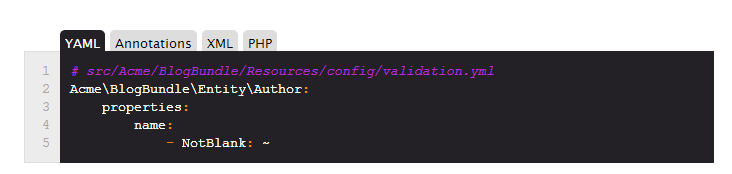 YAML Annotations XML PHP
1 # src/Acme/BlogBundle/Resources/config/validation.yml
2 Acme\BlogBundle\Entity\Author:
3     properties:
4         name:
5             - NotBlank: ~